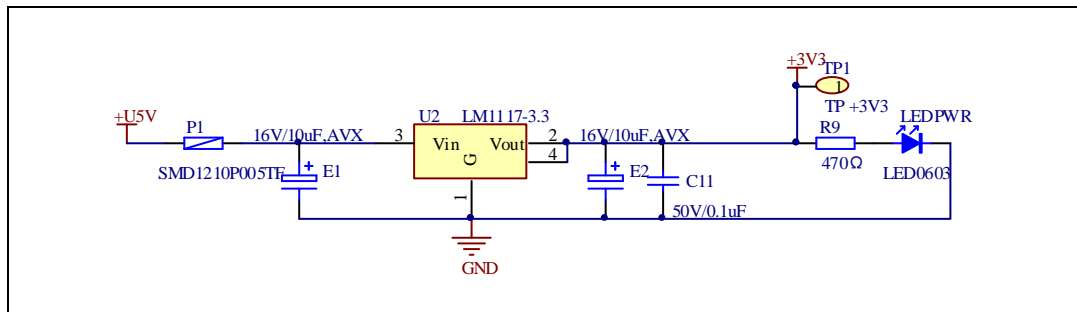 +3V3
TP1
1
+U5V
U2
LM1117-3.3
TP +3V3
LEDPWR
P1
16V/10uF,AVX
3
Vin
G
Vout
2
4
16V/10uF,AVX
R9
SMD1210P005TF
E1
E2
C11
470Ω
LED0603
1
50V/0.1uF
GND